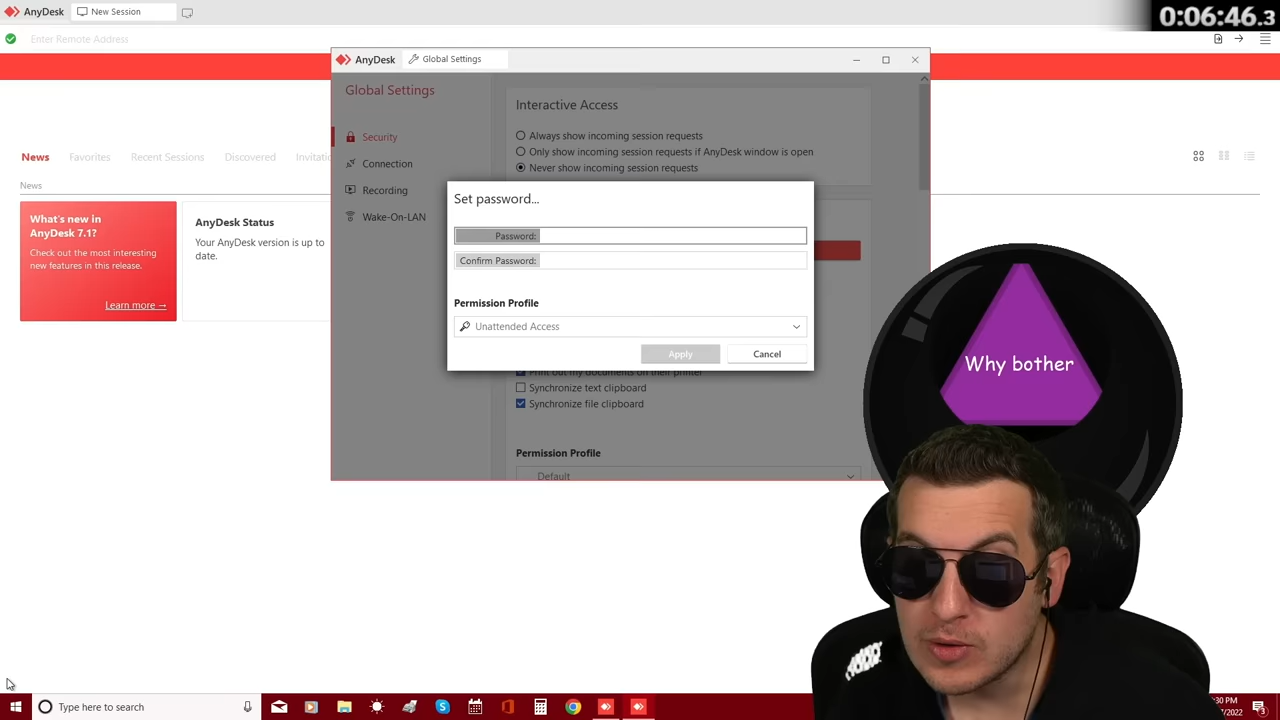 AnyDesk
New Session
0:06:46.3
Enter Remote Address
AnyDesk
Global Settings
Global Settings
Security
Connection
Recording
Wake-On-LAN
Interactive Access
Always show incoming session requests
Only show incoming session requests if AnyDesk window is open
Never show incoming session requests
News
Favorites
Recent Sessions
Discovered
News
What's new in
AnyDesk 7.1?
Check out the most interesting
new features in this release.
Learn more →
AnyDesk Status
Your AnyDesk version is up to
date.
Set password...
Password:
Confirm Password:
Permission Profile
Unattended Access
Apply
Cancel
Print out my documents on their printer
Synchronize text clipboard
Synchronize file clipboard
Permission Profile
Default
Why bother
Type here to search
:30 PM
/2022
3